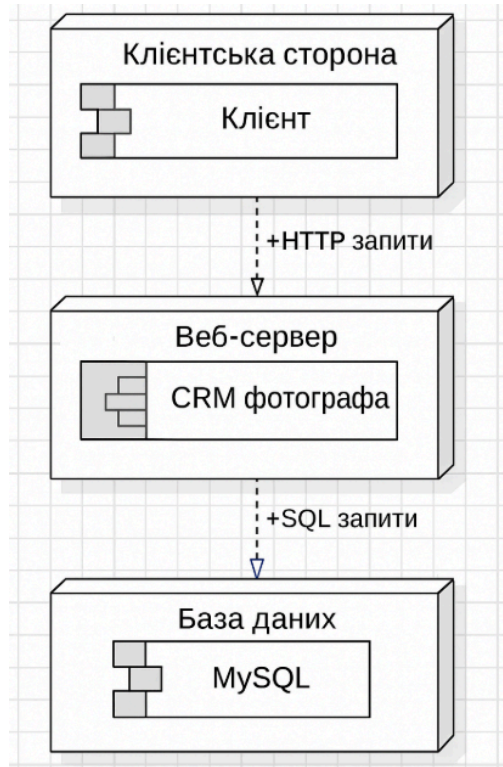 Клієнтська сторона
Клієнт
+HTTP запити
Веб-сервер
CRM фотографа
+SQL запити
База даних
MySQL